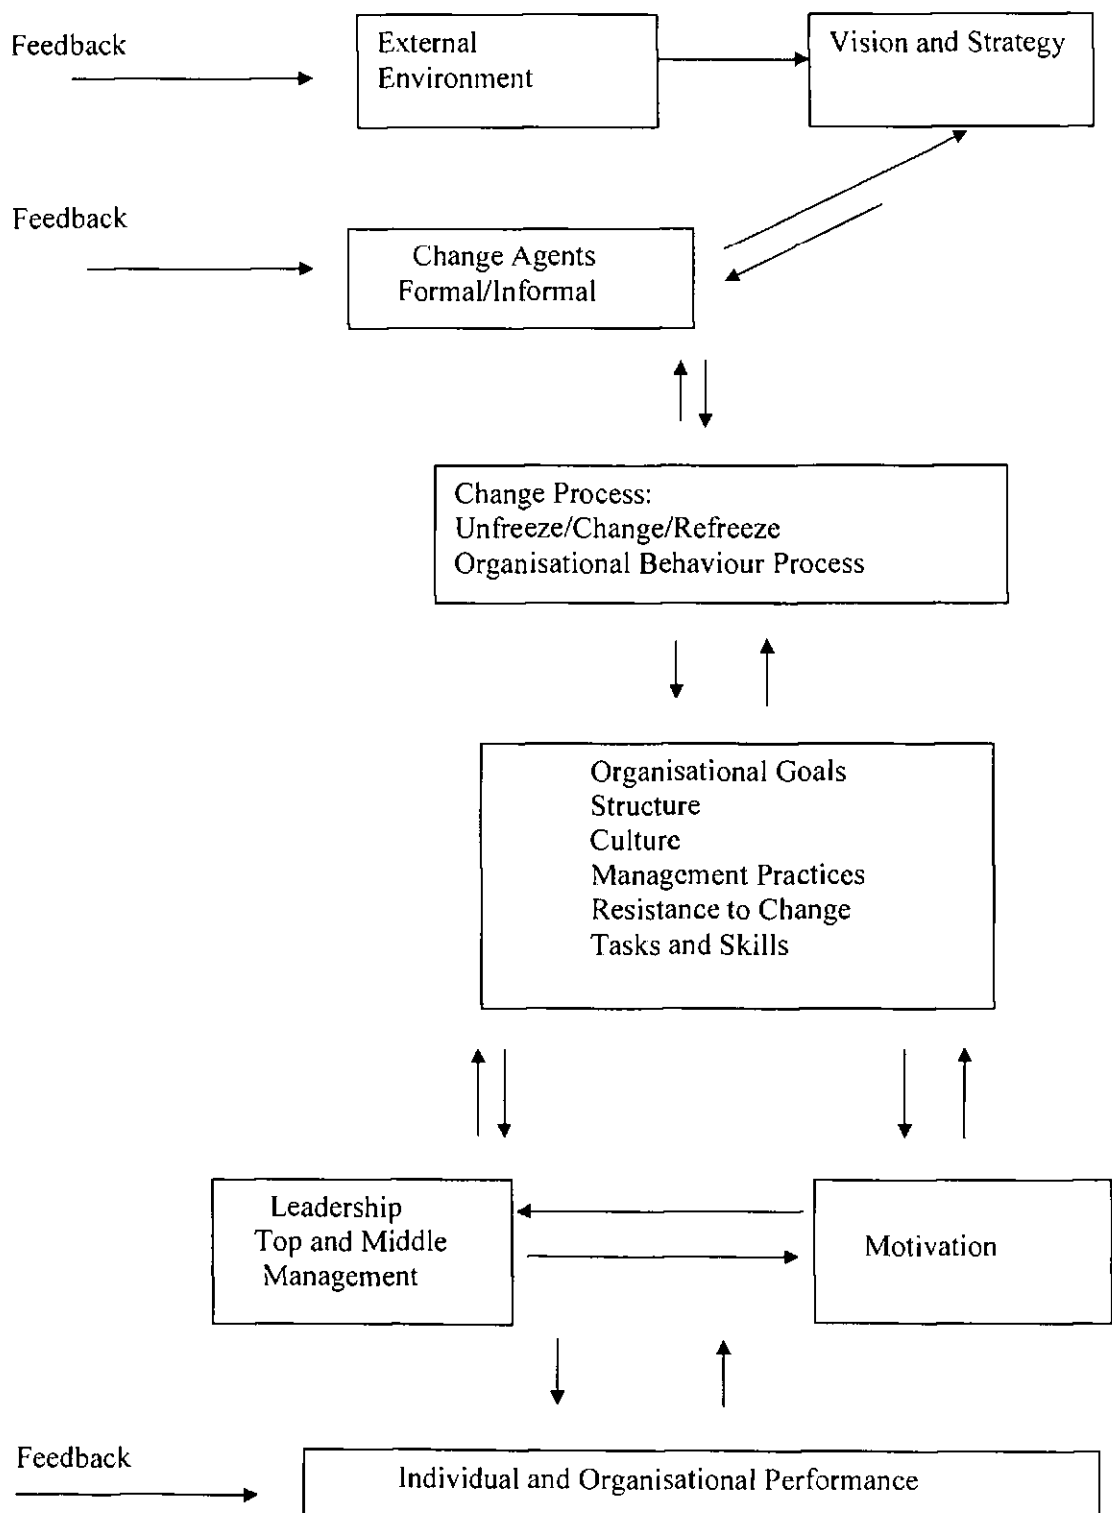 Feedback
External
Environment
Vision and Strategy
Feedback
Change Agents
Formal/Informal
Change Process:
Unfreeze/Change/Refreeze
Organisational Behaviour Process
Organisational Goals
Structure
Culture
Management Practices
Resistance to Change
Tasks and Skills
Leadership
Top and Middle
Management
Motivation
Feedback
Individual and Organisational Performance